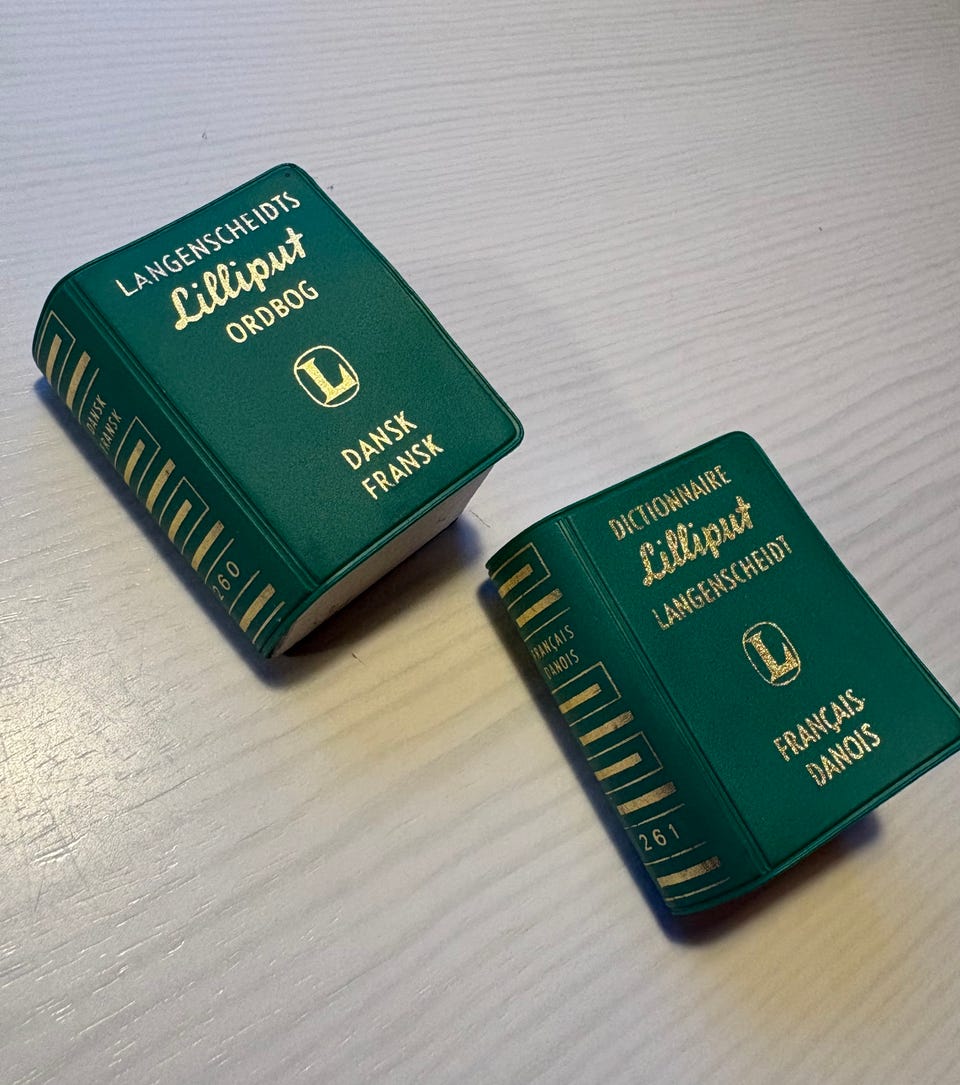 LANGENSCHEIDTS
Lilliput
ORDBOG
L
DANSK
FRANSK
DANSK
FRANSK
260
DICTIONNAIRE
Lilliput
LANGENSCHEIDT
L
FRANÇAIS
DANOIS
FRANÇAIS
DANOIS
261